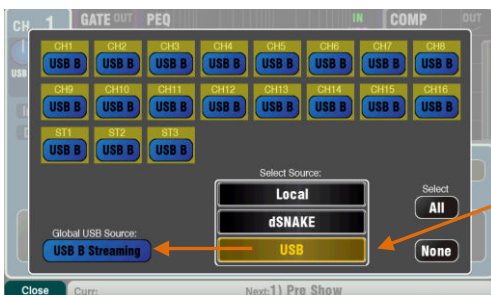 CH 1 GATE OUT PEQ IN COMP OUT
CH1 CH2 CH3 CH4 CH5 CH6 CH7 CH8
USB B USB B USB B USB B USB B USB B USB B USB B
CH9 CH10 CH11 CH12 CH13 CH14 CH15 CH16
USB B USB B USB B USB B USB B USB B USB B USB B
ST1 ST2 ST3
USB B USB B USB B
Select Source:
Local
dSNAKE
USB
Select
All
None
Global USB Source:
USB B Streaming
Close Curr: Next:1) Pre Show